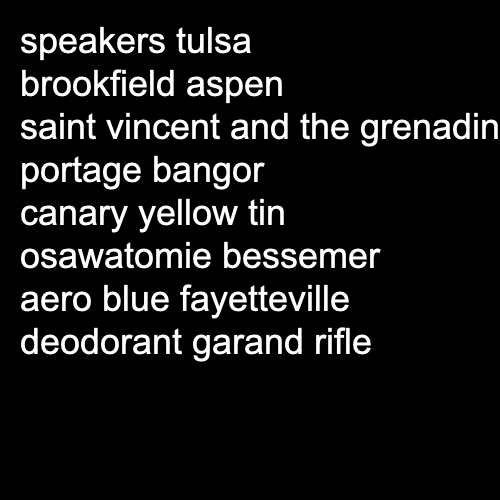 speakers tulsa
brookfield aspen
saint vincent and the grenadin
portage bangor
canary yellow tin
osawatomie bessemer
aero blue fayetteville
deodorant garand rifle